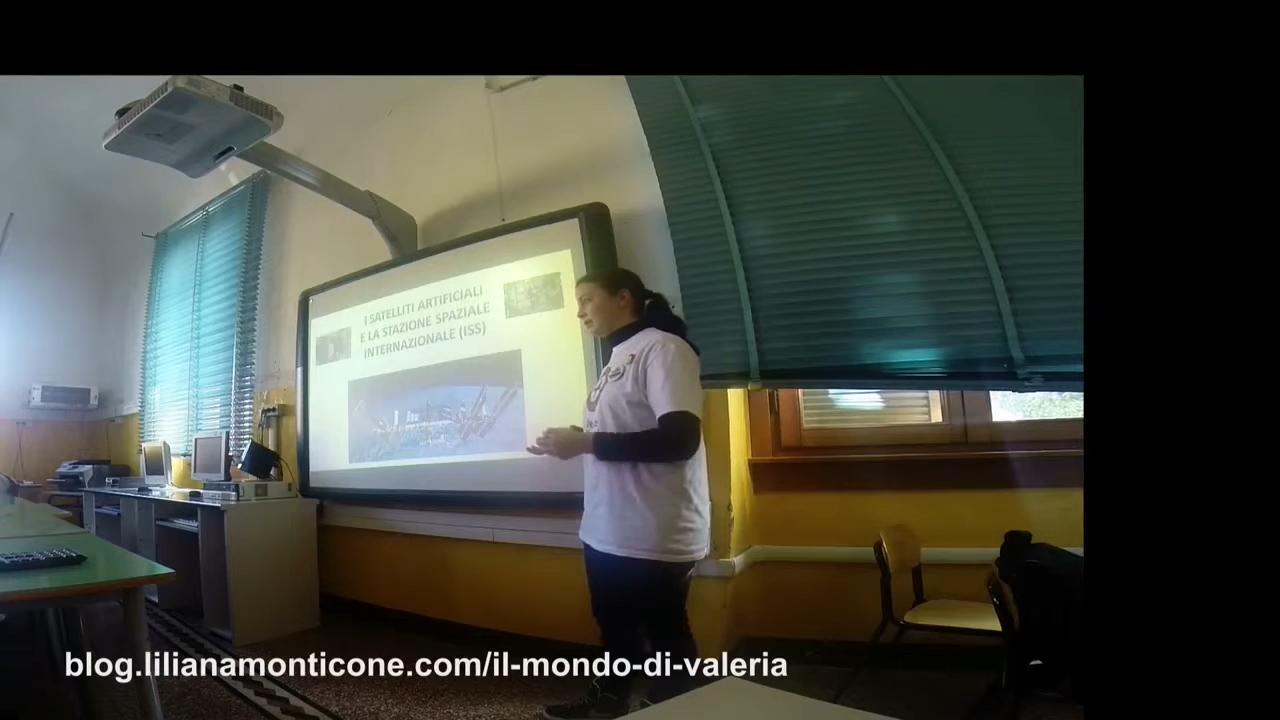 I SATELLITI ARTIFICIALI
E LA STAZIONE SPAZIALE
INTERNAZIONALE (ISS)
blog.lilianamonticone.com/il-mondo-di-valeria